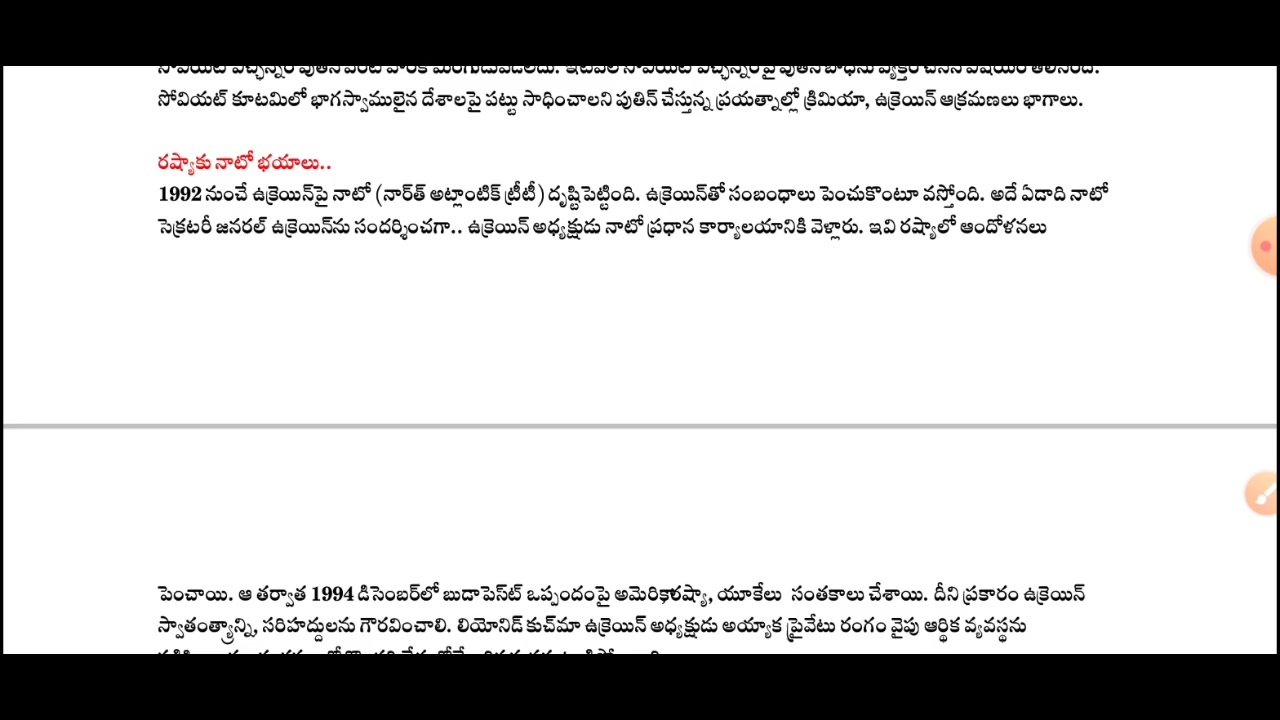 సోవియట్ కూటమిలో భాగస్వాములైన దేశాలపై పట్టు సాధించాలని పుతిన్ చేస్తున్న ప్రయత్నాల్లో క్రిమియా, ఉక్రెయిన్ ఆక్రమణలు భాగాలు.
రష్యాకు నాటో భయాలు..
1992 నుంచే ఉక్రెయిన్‌పై నాటో (నార్త్ అట్లాంటిక్ ట్రీటీ) దృష్టిపెట్టింది. ఉక్రెయిన్‌తో సంబంధాలు పెంచుకొంటూ వస్తోంది. అదే ఏడాది నాటో
సెక్రటరీ జనరల్ ఉక్రెయిన్‌ను సందర్శించగా.. ఉక్రెయిన్ అధ్యక్షుడు నాటో ప్రధాన కార్యాలయానికి వెళ్లారు. ఇవి రష్యాలో ఆందోళనలు
పెంచాయి. ఆ తర్వాత 1994 డిసెంబర్‌లో బుడాపెస్ట్ ఒప్పందంపై అమెరికా,రష్యా, యూకేలు సంతకాలు చేశాయి. దీని ప్రకారం ఉక్రెయిన్
స్వాతంత్ర్యాన్ని, సరిహద్దులను గౌరవించాలి. లియోనిడ్ కుచ్‌మా ఉక్రెయిన్ అధ్యక్షుడు అయ్యాక ప్రైవేటు రంగం వైపు ఆర్థిక వ్యవస్థను